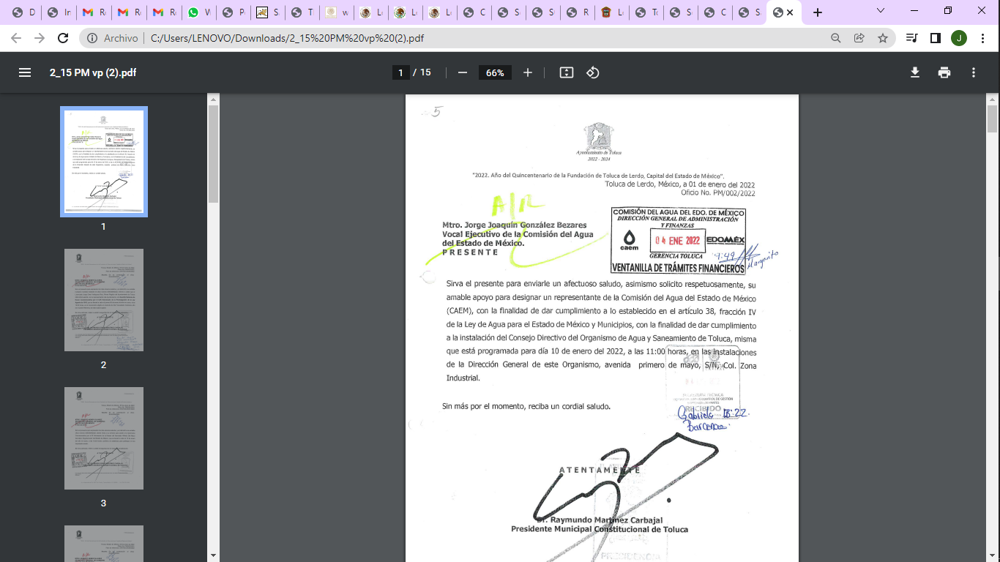 Archivo
C:/Users/LENOVO/Downloads/2_15%20PM%20vp%20(2).pdf
J
2_15 PM vp (2).pdf
1 / 15
66%
1
2
3
5
Ayuntamiento de Toluca
2022 - 2024
"2022. Año del Quincentenario de la Fundación de Toluca de Lerdo, Capital del Estado de México".
Toluca de Lerdo, México, a 01 de enero del 2022
Oficio No. PM/002/2022
Mtro. Jorge Joaquín González Bezares
Vocal Ejecutivo de la Comisión del Agua
del Estado de México.
P R E S E N T E
COMISIÓN DEL AGUA DEL EDO. DE MÉXICO
DIRECCIÓN GENERAL DE ADMINISTRACIÓN
Y FINANZAS
caem
04 ENE 2022
EDOMÉX
GERENCIA TOLUCA
9:49
Margarito
VENTANILLA DE TRÁMITES FINANCIEROS
Sirva el presente para enviarle un afectuoso saludo, asimismo solicito respetuosamente, su
amable apoyo para designar un representante de la Comisión del Agua del Estado de México
(CAEM), con la finalidad de dar cumplimiento a lo establecido en el artículo 38, fracción IV
de la Ley de Agua para el Estado de México y Municipios, con la finalidad de dar cumplimiento
a la instalación del Consejo Directivo del Organismo de Agua y Saneamiento de Toluca, misma
que está programada para día 10 de enero del 2022, a las 11:00 horas, en las instalaciones
de la Dirección General de este Organismo, avenida primero de mayo, S/N, Col. Zona
Industrial.
RECIBIDO
Sin más por el momento, reciba un cordial saludo.
A T E N T A M E N T E
Dr. Raymundo Martínez Carbajal
Presidente Municipal Constitucional de Toluca
PRESIDENCIA